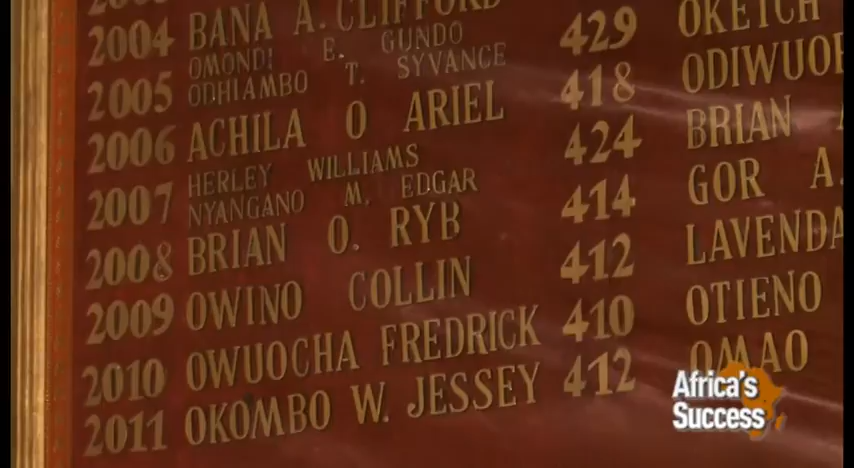 2004 BANA A. CLIFFORD 429 OKETCH
OMONDI E. GUNDO
2005 ODHIAMBO T. SYVANCE 418 ODIWUOR
2006 ACHILA O ARIEL 424 BRIAN
HERLEY WILLIAMS
2007 NYANGANO M. EDGAR 414 GOR A.
2008 BRIAN O. RYB 412 LAVENDA
2009 OWINO COLLIN 410 OTIENO
2010 OWUOCHA FREDRICK 412 OMAO
2011 OKOMBO W. JESSEY
Africa's
Success